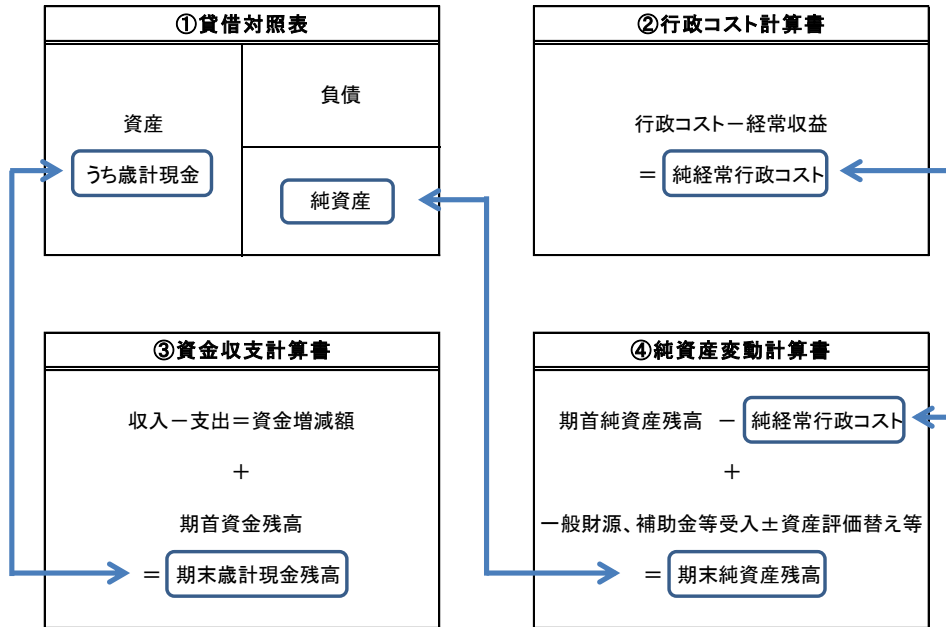 ①貸借対照表
資産
うち歳計現金
負債
純資産
②行政コスト計算書
行政コスト－経常収益
＝ 純経常行政コスト
③資金収支計算書
収入－支出＝資金増減額
＋
期首資金残高
＝ 期末歳計現金残高
④純資産変動計算書
期首純資産残高 － 純経常行政コスト
＋
一般財源、補助金等受入±資産評価替え等
＝ 期末純資産残高